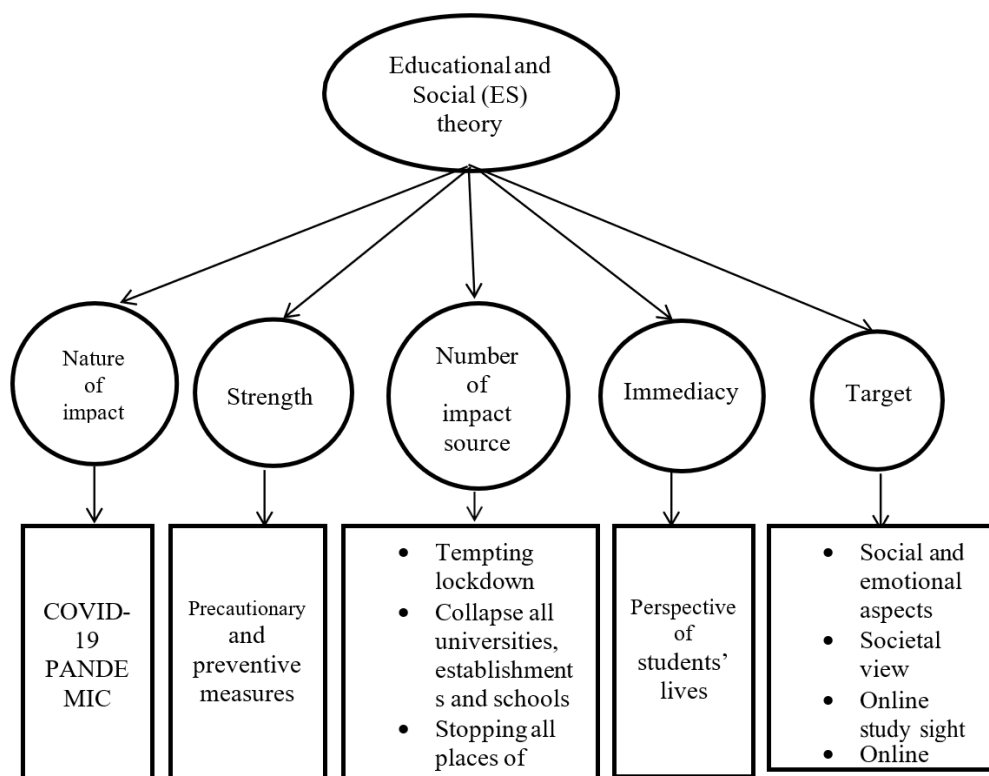 Educational and
Social (ES)
theory
Nature
of
impact
Strength
Number
of
impact
source
Immediacy
Target
COVID-
19
PANDE
MIC
Precautionary
and
preventive
measures
• Tempting
lockdown
• Collapse all
universities,
establishment
s and schools
• Stopping all
places of
Perspective
of
students’
lives
• Social and
emotional
aspects
• Societal
view
• Online
study sight
• Online